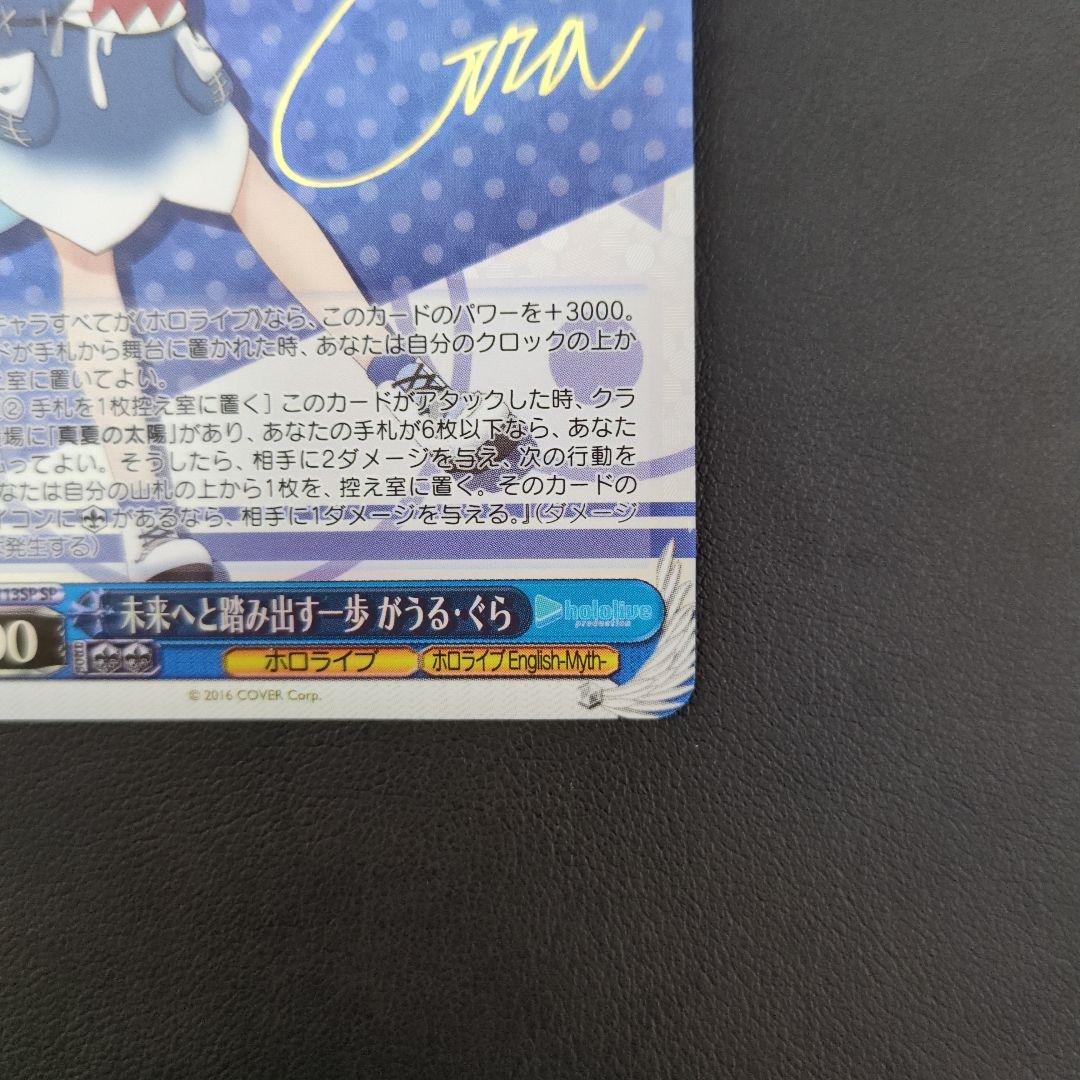 Gura
キャラすべてが《ホロライブ》なら、このカードのパワーを＋3000。
ドが手札から舞台に置かれた時、あなたは自分のクロックの上か
え室に置いてよい。
② 手札を1枚控え室に置く］ このカードがアタックした時、クラ
場に「真夏の太陽」があり、あなたの手札が6枚以下なら、あなた
払ってよい。そうしたら、相手に2ダメージを与え、次の行動を
なたは自分の山札の上から1枚を、控え室に置く。そのカードの
イコンに があるなら、相手に1ダメージを与える。』（ダメージ
発生する）
113SP SP
未来へと踏み出す一歩 がうる・ぐら
hololive
production
00
ホロライブ
ホロライブEnglish-Myth-
© 2016 COVER Corp.